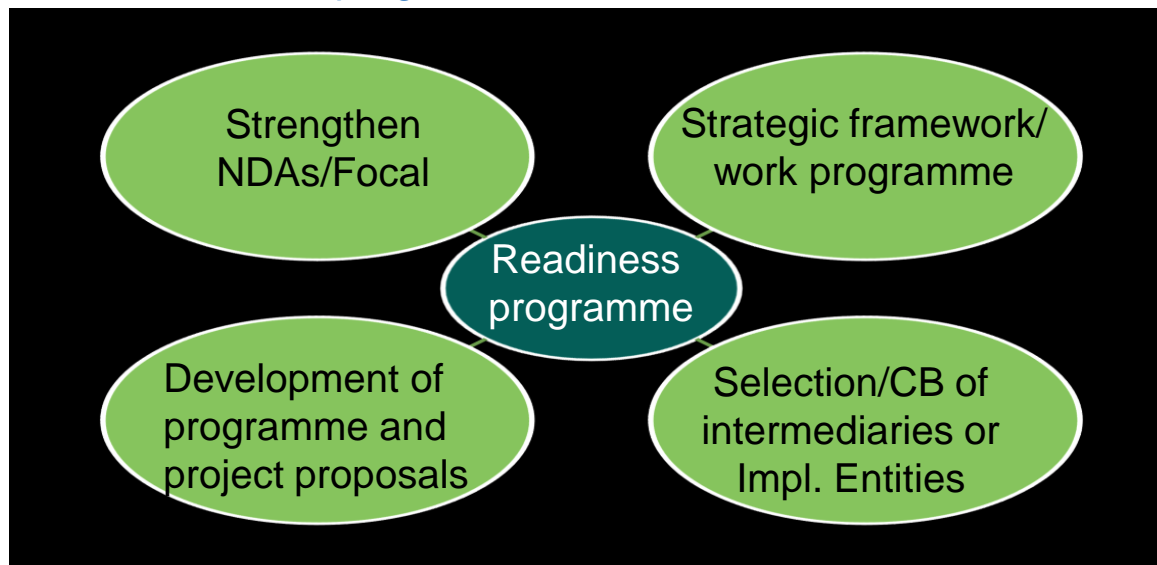 Strengthen
NDAs/Focal
Strategic framework/
work programme
Readiness
programme
Development of
programme and
project proposals
Selection/CB of
intermediaries or
Impl. Entities